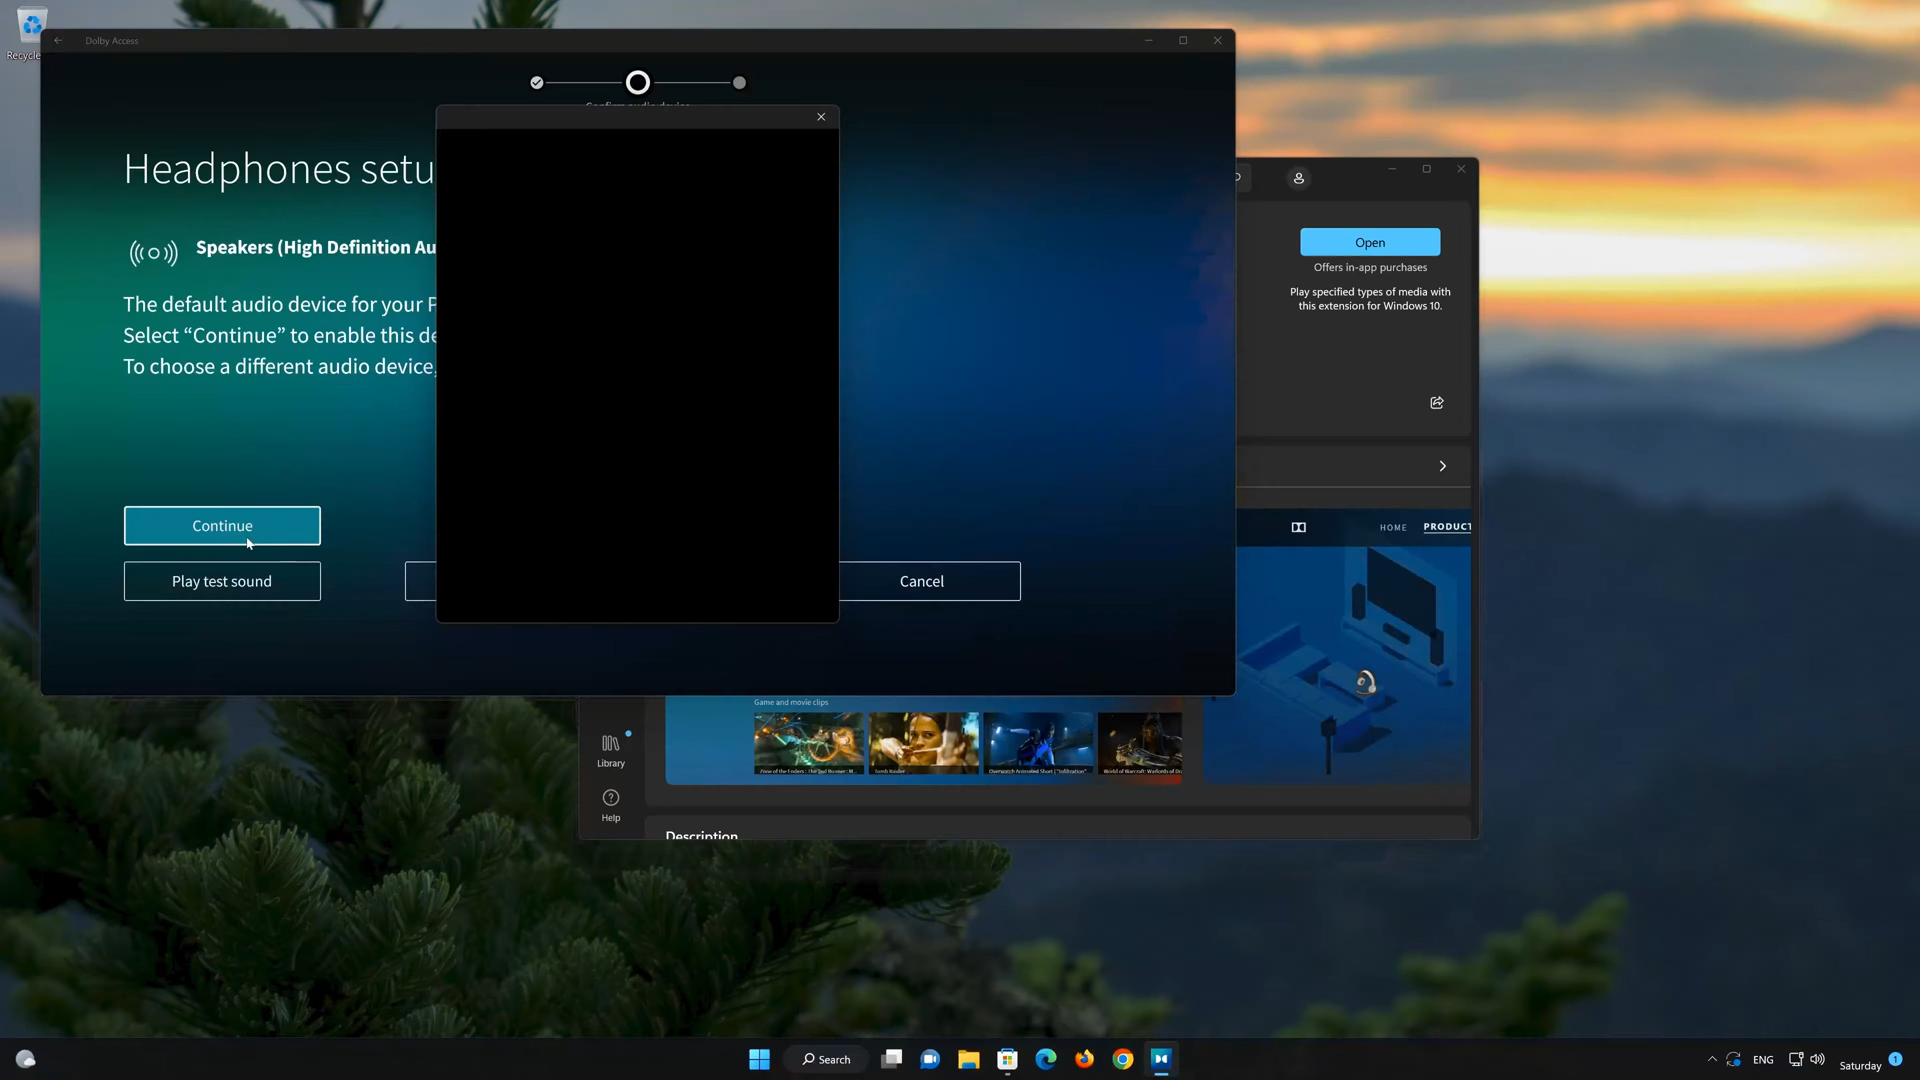 Recycle
Dolby Access
Headphones setu
Speakers (High Definition Au
The default audio device for your P
Select “Continue” to enable this de
To choose a different audio device,
Continue
Play test sound
Cancel
Open
Offers in-app purchases
Play specified types of media with
this extension for Windows 10.
HOME
PRODUCT
Game and movie clips
Tomb Raider
Library
Help
Description
Search
ENG
Saturday
1